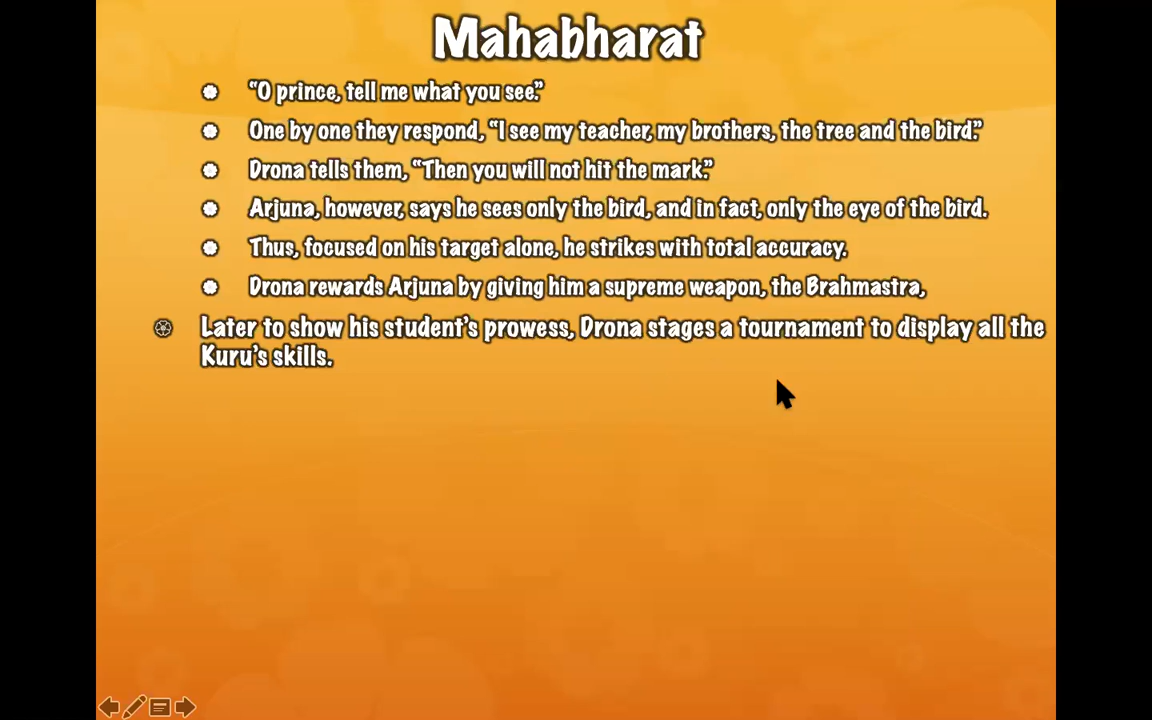 Mahabharat
“O prince, tell me what you see.”
One by one they respond, “I see my teacher, my brothers, the tree and the bird.”
Drona tells them, “Then you will not hit the mark.”
Arjuna, however, says he sees only the bird, and in fact, only the eye of the bird.
Thus, focused on his target alone, he strikes with total accuracy.
Drona rewards Arjuna by giving him a supreme weapon, the Brahmastra,
Later to show his student’s prowess, Drona stages a tournament to display all the
Kuru’s skills.